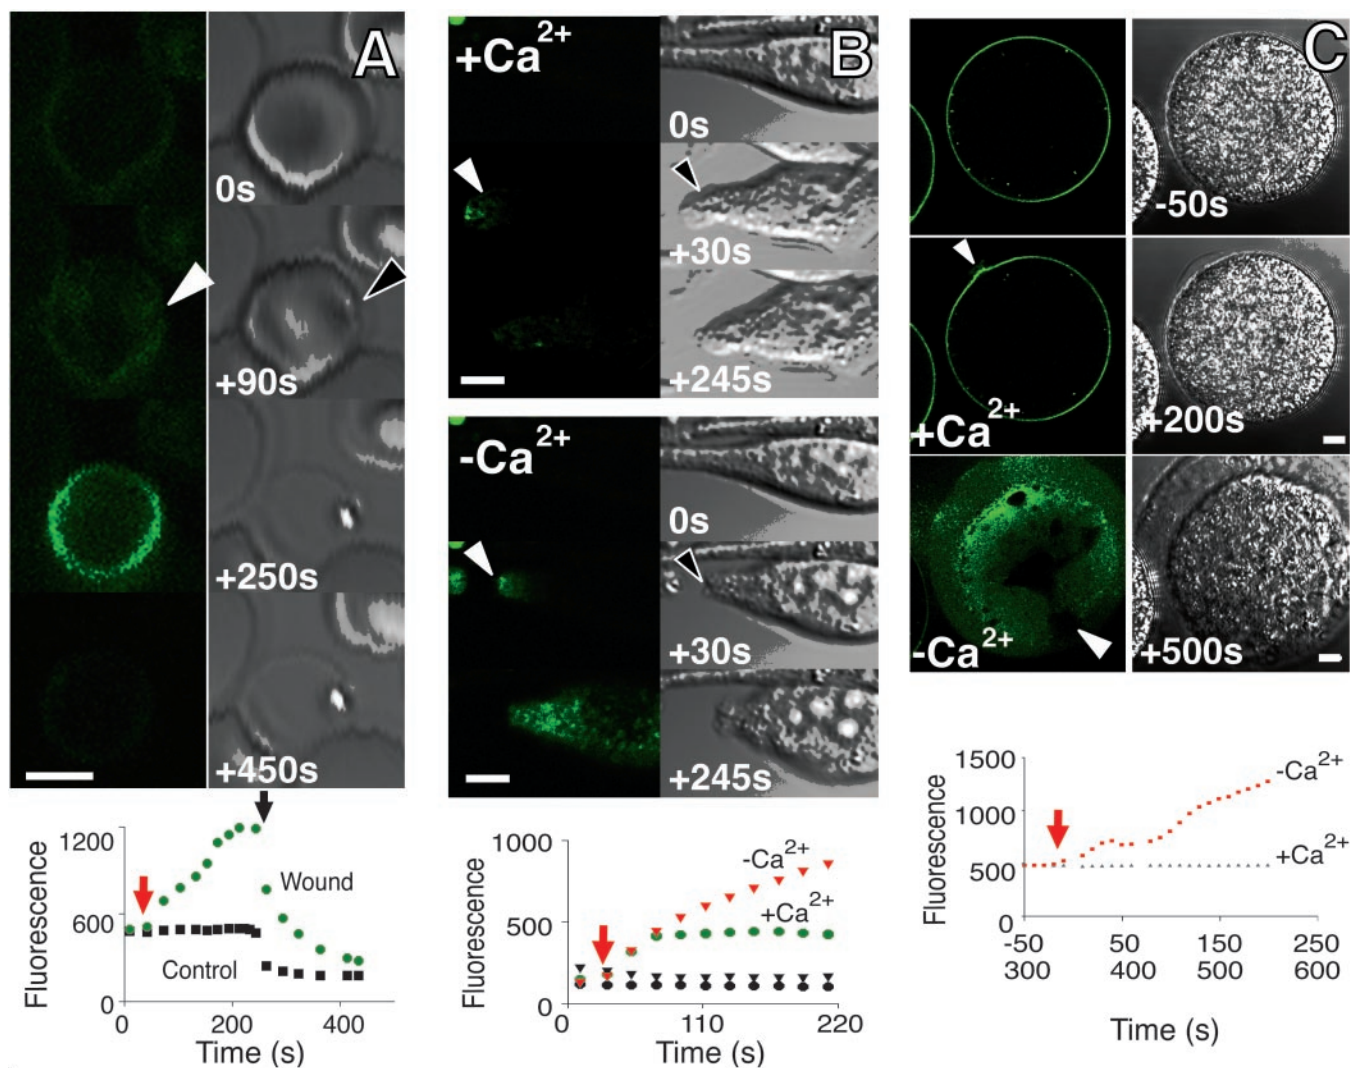 A
0s
+90s
+250s
+450s
1200
600
0
Fluorescence
Wound
Control
0 200 400
Time (s)
B
+Ca2+
0s
+30s
+245s
-Ca2+
0s
+30s
+245s
1000
500
0
Fluorescence
-Ca2+
+Ca2+
0 110 220
Time (s)
C
-50s
+Ca2+
+200s
-Ca2+
+500s
1500
1000
500
0
Fluorescence
-Ca2+
+Ca2+
-50 50 150 250
300 400 500 600
Time (s)